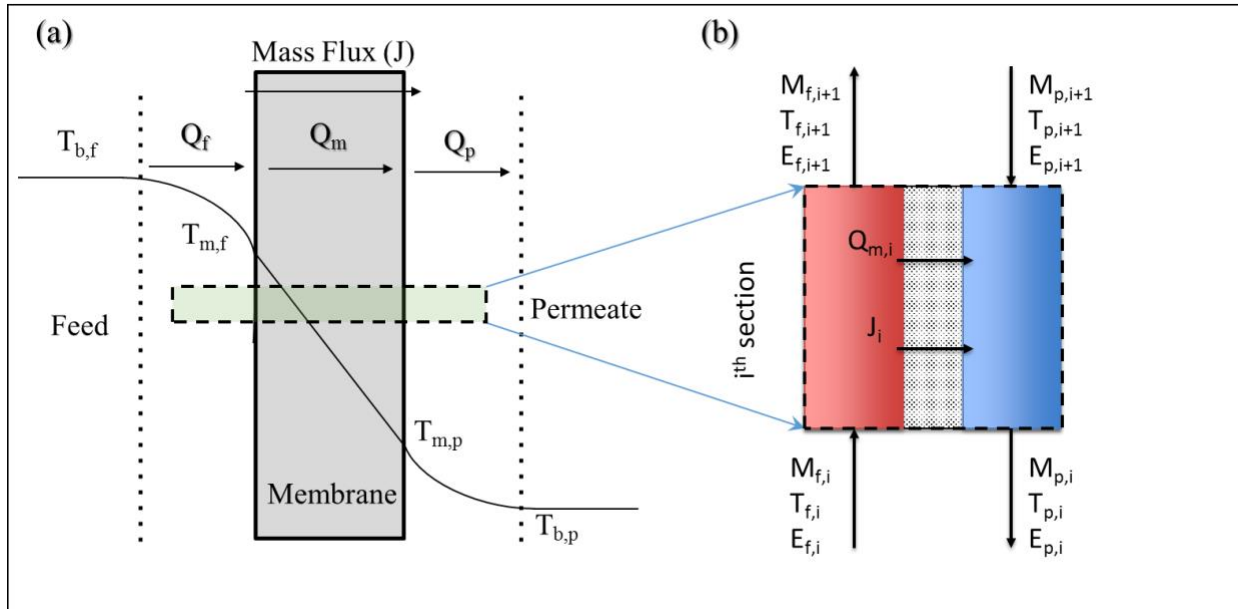 (a)
Mass Flux (J)
T_b,f
Q_f
Q_m
Q_p
T_m,f
Feed
Permeate
T_m,p
Membrane
T_b,p
(b)
M_f,i+1
T_f,i+1
E_f,i+1
M_p,i+1
T_p,i+1
E_p,i+1
i^th section
Q_m,i
J_i
M_f,i
T_f,i
E_f,i
M_p,i
T_p,i
E_p,i